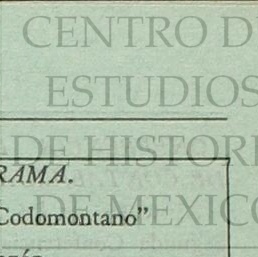 CENTRO D
ESTUDIOS
DE HISTORI
RAMA.
Codomontano”
DE MEXICO